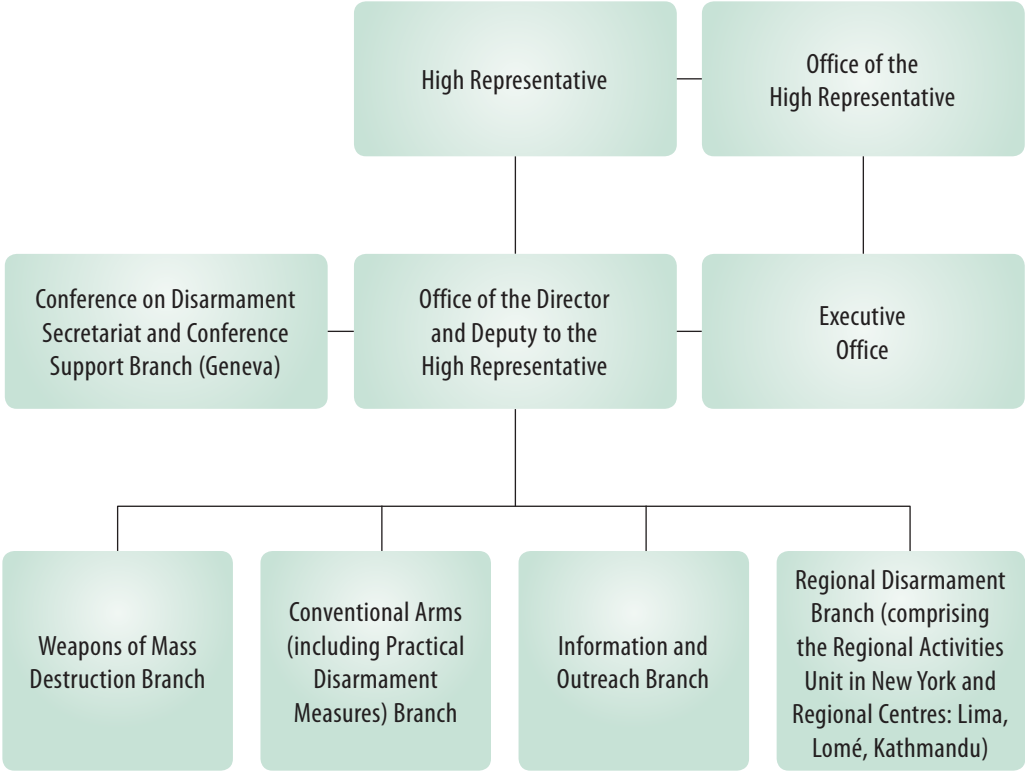 High Representative
Office of the
High Representative
Conference on Disarmament
Secretariat and Conference
Support Branch (Geneva)
Office of the Director
and Deputy to the
High Representative
Executive
Office
Weapons of Mass
Destruction Branch
Conventional Arms
(including Practical
Disarmament
Measures) Branch
Information and
Outreach Branch
Regional Disarmament
Branch (comprising
the Regional Activities
Unit in New York and
Regional Centres: Lima,
Lomé, Kathmandu)